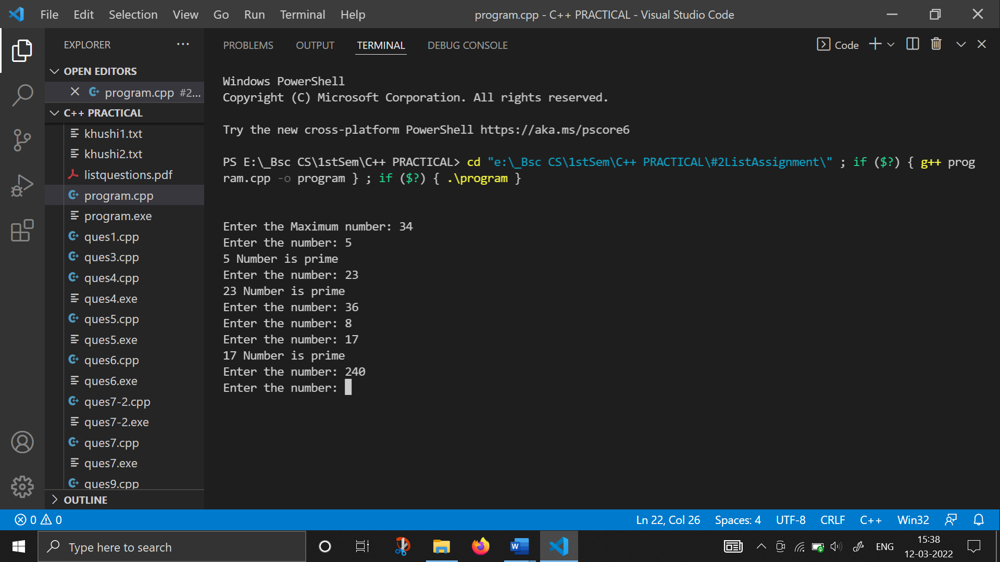 File Edit Selection View Go Run Terminal Help program.cpp - C++ PRACTICAL - Visual Studio Code
EXPLORER
OPEN EDITORS
program.cpp #2...
C++ PRACTICAL
khushi1.txt
khushi2.txt
listquestions.pdf
program.cpp
program.exe
ques1.cpp
ques3.cpp
ques4.cpp
ques4.exe
ques5.cpp
ques5.exe
ques6.cpp
ques6.exe
ques7-2.cpp
ques7-2.exe
ques7.cpp
ques7.exe
ques9.cpp
OUTLINE
PROBLEMS OUTPUT TERMINAL DEBUG CONSOLE Code
Windows PowerShell
Copyright (C) Microsoft Corporation. All rights reserved.
Try the new cross-platform PowerShell https://aka.ms/pscore6
PS E:\_Bsc CS\1stSem\C++ PRACTICAL> cd "e:\_Bsc CS\1stSem\C++ PRACTICAL\#2ListAssignment\" ; if ($?) { g++ prog
ram.cpp -o program } ; if ($?) { .\program }
Enter the Maximum number: 34
Enter the number: 5
5 Number is prime
Enter the number: 23
23 Number is prime
Enter the number: 36
Enter the number: 8
Enter the number: 17
17 Number is prime
Enter the number: 240
Enter the number:
0 0 Ln 22, Col 26 Spaces: 4 UTF-8 CRLF C++ Win32
Type here to search ENG 15:38
12-03-2022